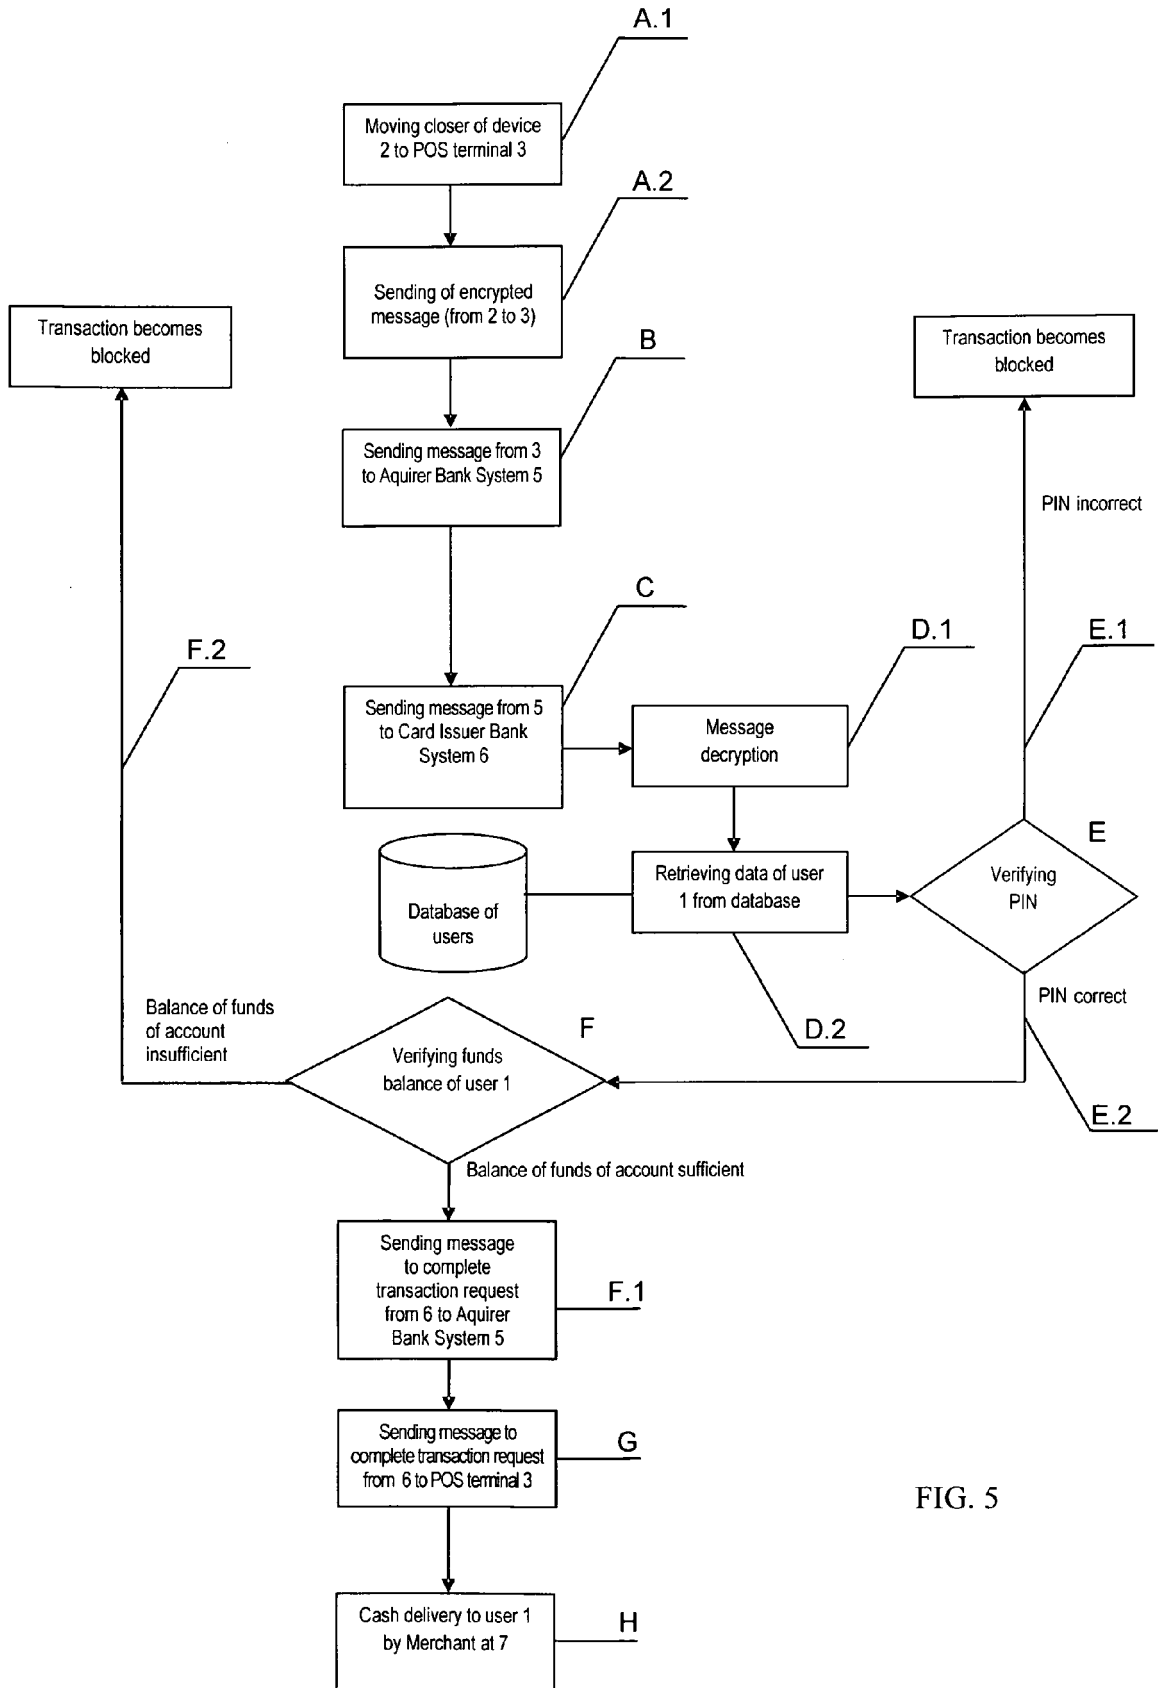 A.1
Moving closer of device
2 to POS terminal 3
A.2
Sending of encrypted
message (from 2 to 3)
Transaction becomes
blocked
B
Transaction becomes
blocked
Sending message from 3
to Aquirer Bank System 5
PIN incorrect
C
D.1
E.1
F.2
Sending message from 5
to Card Issuer Bank
System 6
Message
decryption
E
Verifying
PIN
Retrieving data of user
1 from database
Database of
users
PIN correct
D.2
E.2
Balance of funds
of account
insufficient
F
Verifying funds
balance of user 1
Balance of funds of account sufficient
Sending message
to complete
transaction request
from 6 to Aquirer
Bank System 5
F.1
Sending message to
complete transaction request
from 6 to POS terminal 3
G
FIG. 5
Cash delivery to user 1
by Merchant at 7
H